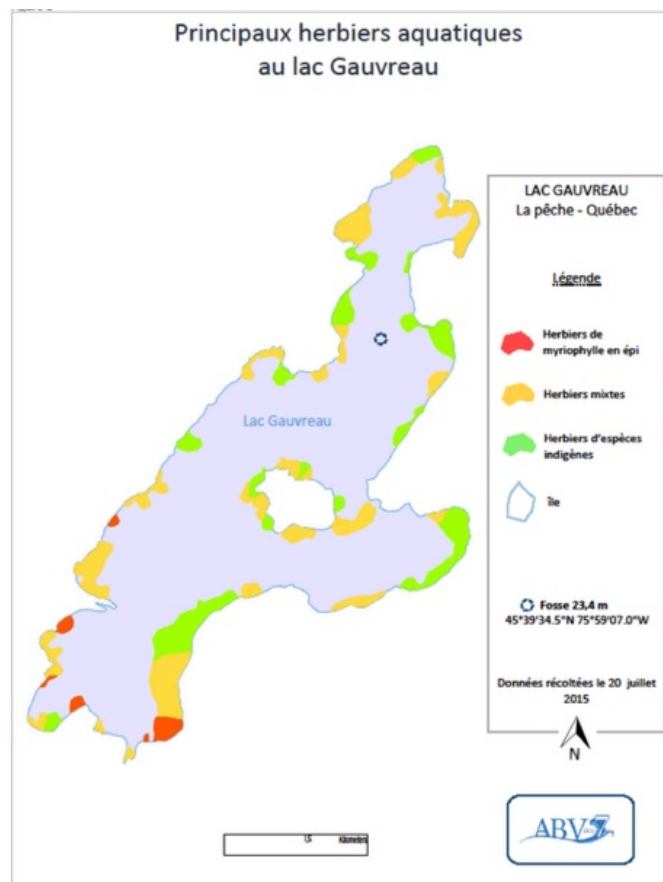 Principaux herbiers aquatiques
au lac Gauvreau
LAC GAUVREAU
La pêche - Québec
Légende
Herbiers de
myriophylle en épi
Herbiers mixtes
Herbiers d'espèces
indigènes
île
Fosse 23,4 m
45°39'34.5"N 75°59'07.0"W
Données récoltées le 20 juillet
2015
N
Lac Gauvreau
ABV